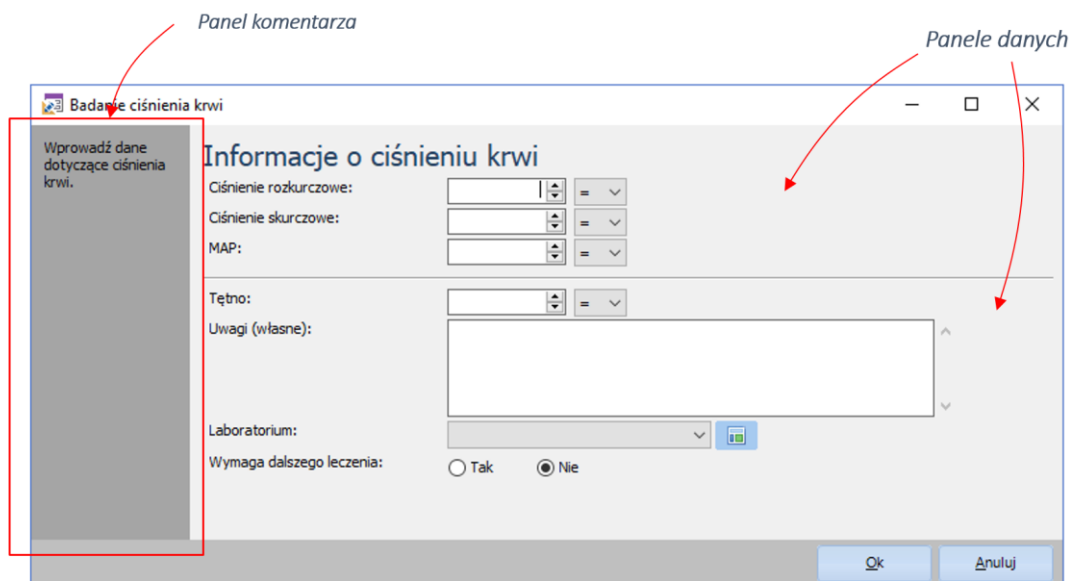 Panel komentarza
Panele danych
Badanie ciśnienia krwi
Wprowadź dane
dotyczące ciśnienia
krwi.
Informacje o ciśnieniu krwi
Ciśnienie rozkurczowe:
=
Ciśnienie skurczowe:
=
MAP:
=
Tętno:
=
Uwagi (własne):
Laboratorium:
Wymaga dalszego leczenia:
Tak Nie
Ok Anuluj